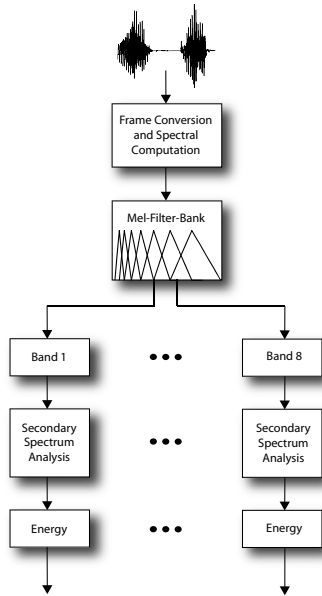 Frame Conversion
and Spectral
Computation
Mel-Filter-Bank
Band 1
Band 8
Secondary
Spectrum
Analysis
Secondary
Spectrum
Analysis
Energy
Energy